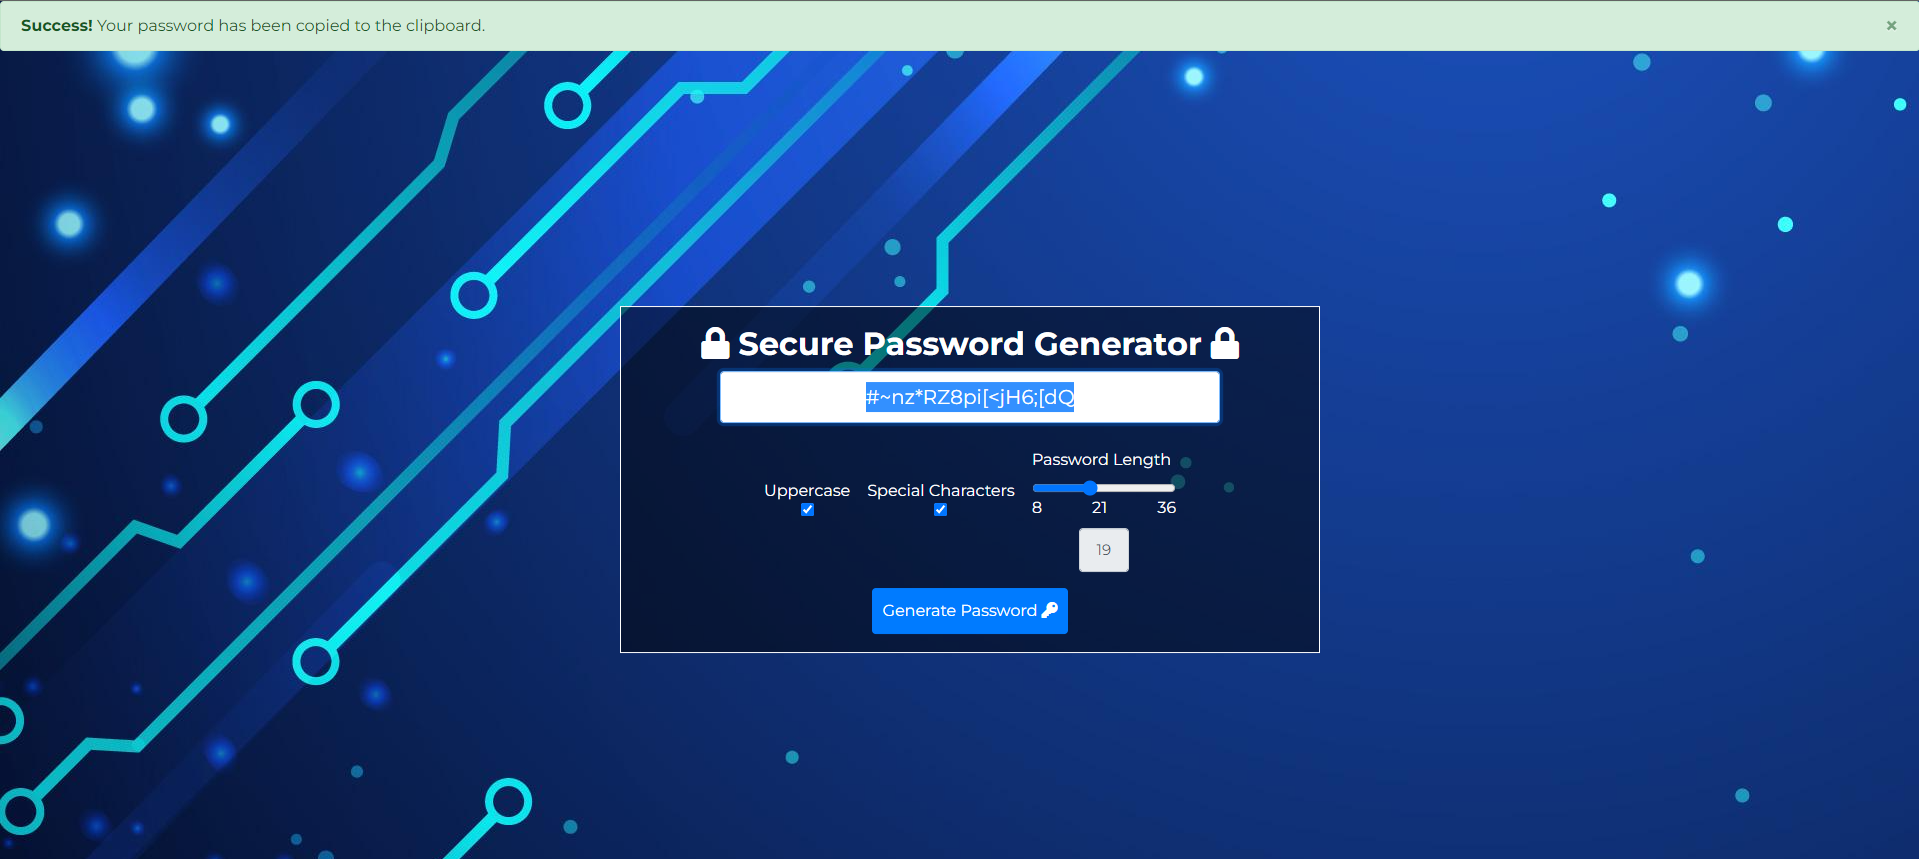 Success! Your password has been copied to the clipboard.
×
Secure Password Generator
#~nz*RZ8pi[<jH6;[dQ
Password Length
Uppercase Special Characters
8 21 36
19
Generate Password